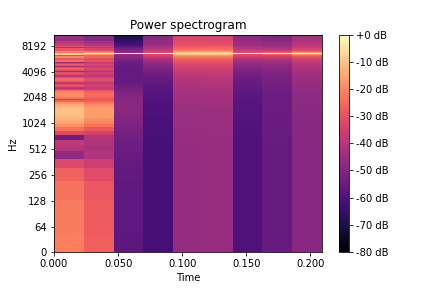 Power spectrogram
8192
4096
2048
1024
512
256
128
64
0
Hz
0.000 0.050 0.100 0.150 0.200
Time
+0 dB
-10 dB
-20 dB
-30 dB
-40 dB
-50 dB
-60 dB
-70 dB
-80 dB